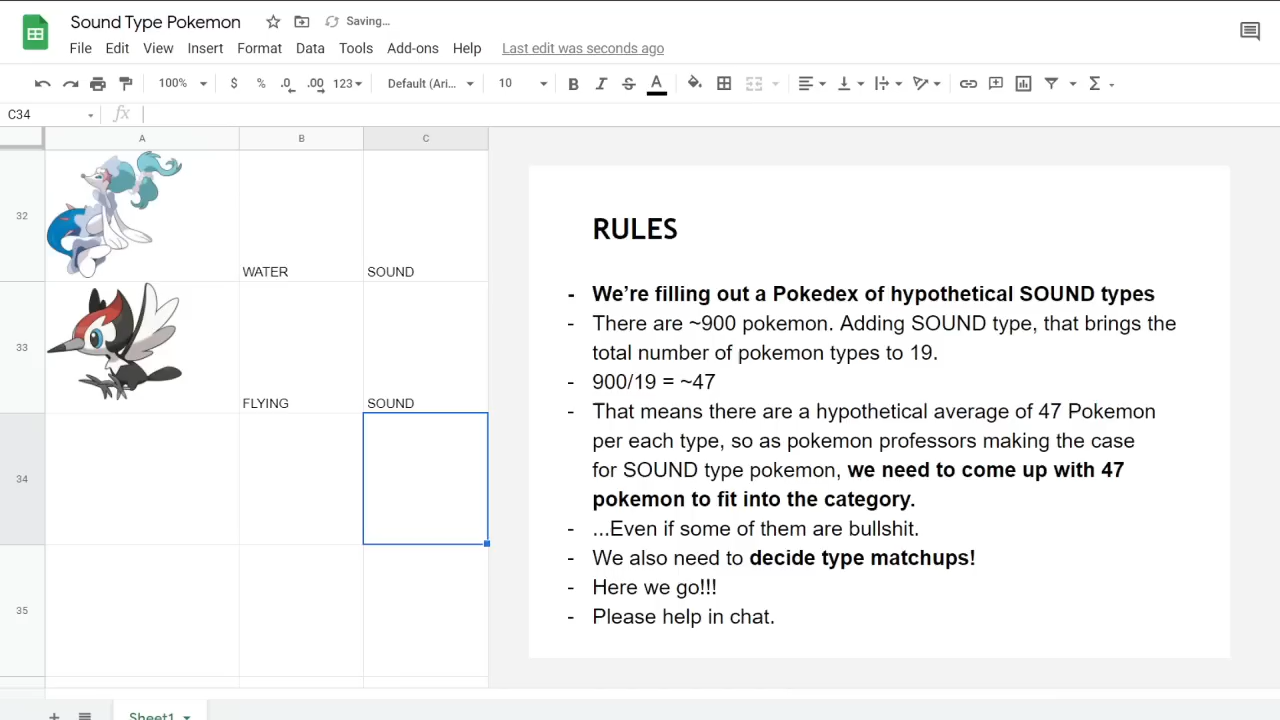 Sound Type Pokemon
Saving...
File Edit View Insert Format Data Tools Add-ons Help Last edit was seconds ago
100% $ % .0 .00 123 Default (Ari... 10 B I S A Σ
C34 fx
A B C
32 WATER SOUND
33 FLYING SOUND
34
35
Sheet1
RULES
- We’re filling out a Pokedex of hypothetical SOUND types
- There are ~900 pokemon. Adding SOUND type, that brings the
total number of pokemon types to 19.
- 900/19 = ~47
- That means there are a hypothetical average of 47 Pokemon
per each type, so as pokemon professors making the case
for SOUND type pokemon, we need to come up with 47
pokemon to fit into the category.
- ...Even if some of them are bullshit.
- We also need to decide type matchups!
- Here we go!!!
- Please help in chat.